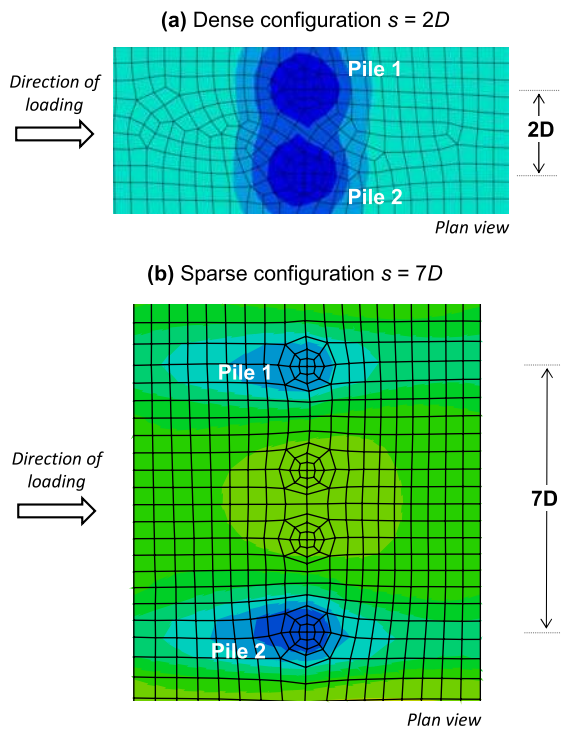 (a) Dense configuration s = 2D
Direction of
loading
Pile 1
2D
Pile 2
Plan view
(b) Sparse configuration s = 7D
Pile 1
Direction of
loading
7D
Pile 2
Plan view